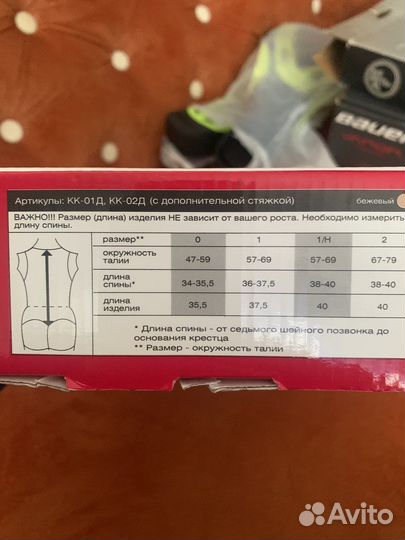 BAUER
Артикулы: КК-01Д, КК-02Д (с дополнительной стяжкой)
бежевый
ВАЖНО!!! Размер (длина) изделия НЕ зависит от вашего роста. Необходимо измерить
длину спины.
размер** 0 1 1/Н 2
окружность талии 47-59 57-69 57-69 67-79
длина спины* 34-35,5 36-37,5 38-40 38-40
длина изделия 35,5 37,5 40 40
* Длина спины - от седьмого шейного позвонка до
основания крестца
** Размер - окружность талии
Avito